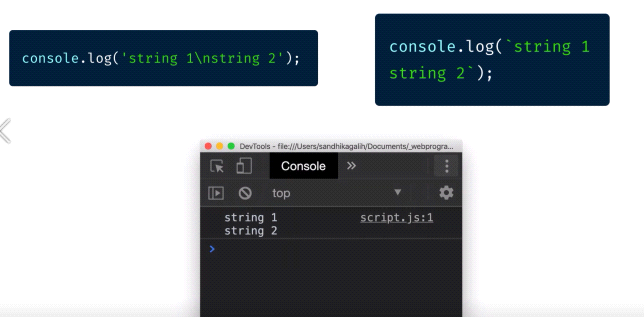 console.log('string 1\nstring 2');
console.log(`string 1
string 2`);
DevTools - file:///Users/sandhikagalih/Documents/_webprogra...
Console »
top ▼
string 1 script.js:1
string 2
>